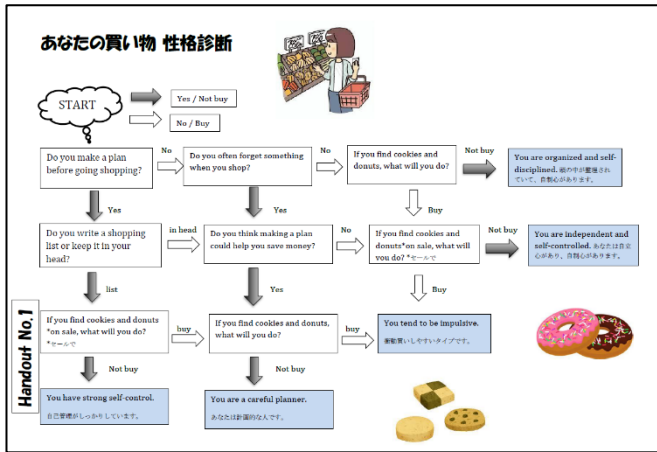 あなたの買い物 性格診断
START
Yes / Not buy
No / Buy
Do you make a plan
before going shopping?
No
Do you often forget something
when you shop?
No
If you find cookies and
donuts, what will you do?
Not buy
You are organized and self-
disciplined. 頭の中が整理され
ていて、自制心があります。
Yes
Yes
Buy
Do you write a shopping
list or keep it in your
head?
in head
Do you think making a plan
could help you save money?
No
If you find cookies and
donuts*on sale, what will
you do? *セールで
Not buy
You are independent and
self-controlled. あなたは自立
心があり、自制心があります。
list
Yes
Buy
If you find cookies and donuts
*on sale, what will you do?
*セールで
buy
If you find cookies and donuts,
what will you do?
buy
You tend to be impulsive.
衝動買いしやすいタイプです。
Not buy
Not buy
You have strong self-control.
自己管理がしっかりしています。
You are a careful planner.
あなたは計画的な人です。
Handout No.1